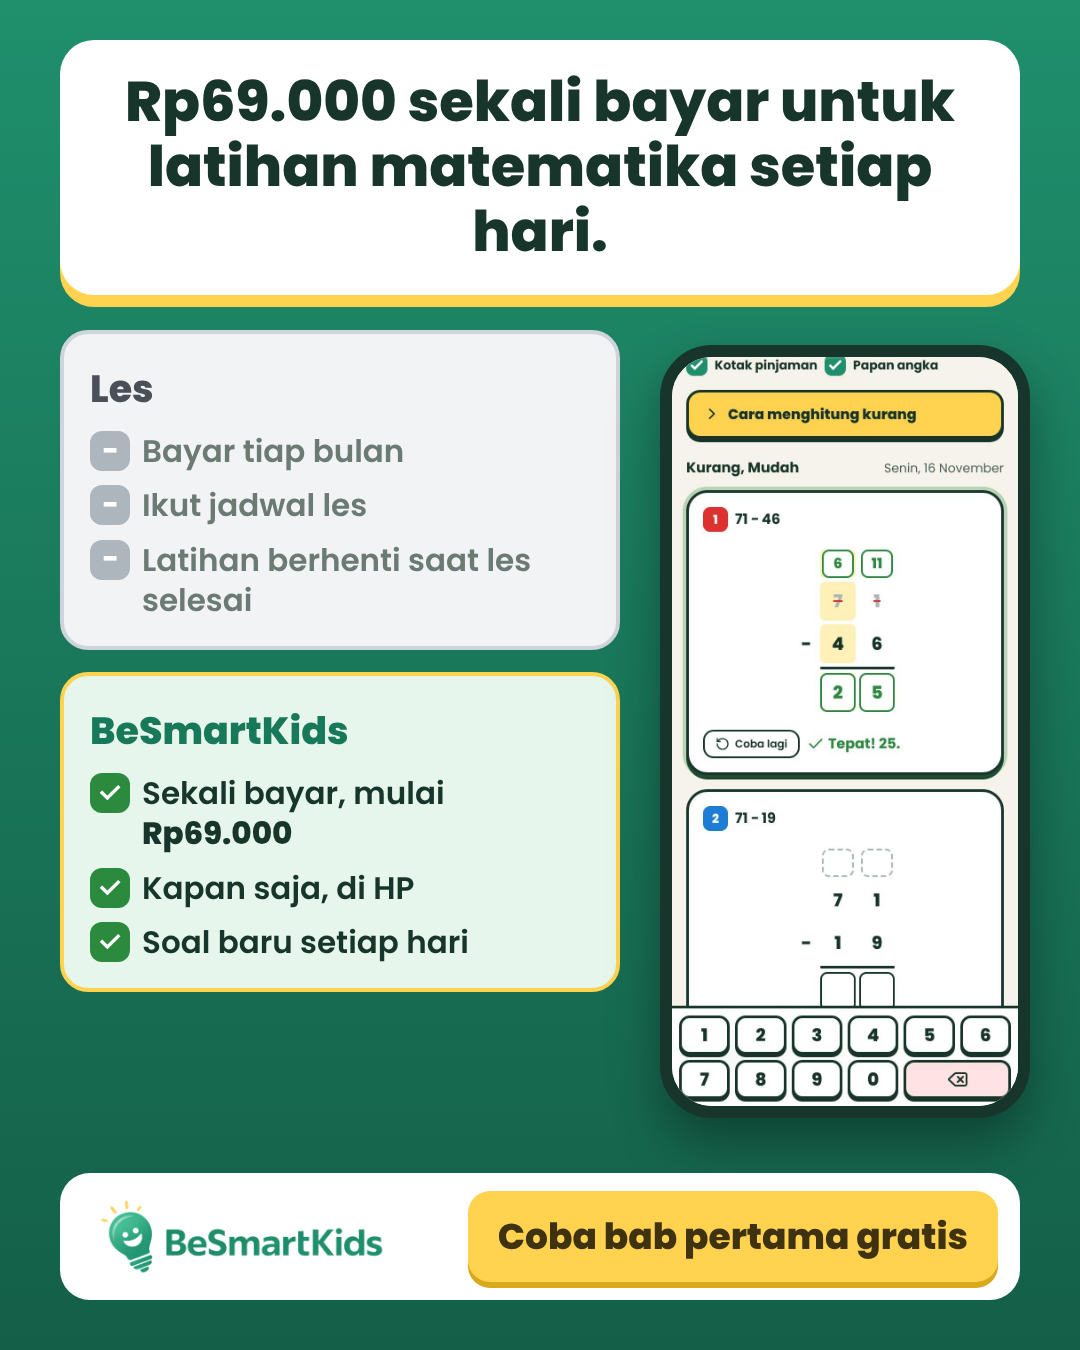 Rp69.000 sekali bayar untuk
latihan matematika setiap
hari.
Les
Bayar tiap bulan
Ikut jadwal les
Latihan berhenti saat les
selesai
BeSmartKids
Sekali bayar, mulai
Rp69.000
Kapan saja, di HP
Soal baru setiap hari
Kotak pinjaman Papan angka
Cara menghitung kurang
Kurang, Mudah Senin, 16 November
1 71 - 46
6 11
7 1
- 4 6
2 5
Coba lagi Tepat! 25.
2 71 - 19
7 1
- 1 9
1 2 3 4 5 6
7 8 9 0
BeSmartKids
Coba bab pertama gratis